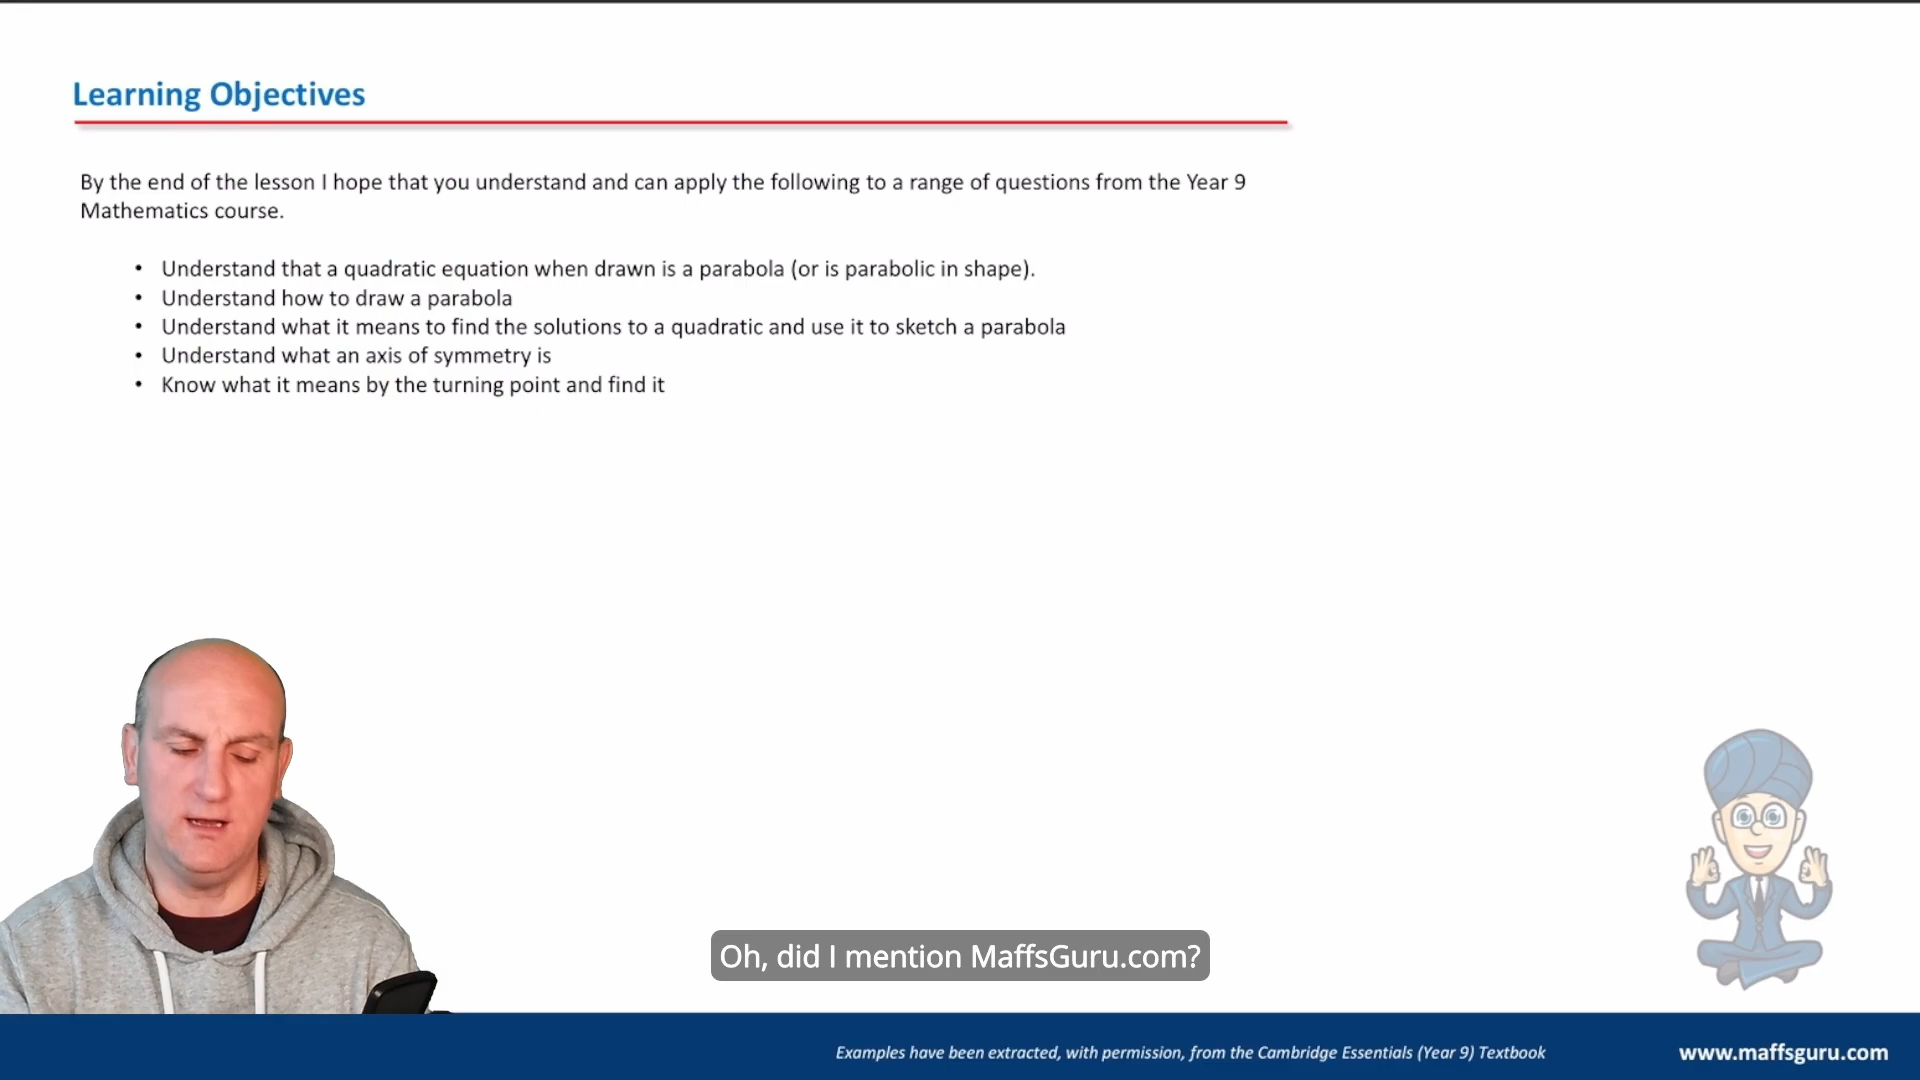 Learning Objectives
By the end of the lesson I hope that you understand and can apply the following to a range of questions from the Year 9
Mathematics course.
• Understand that a quadratic equation when drawn is a parabola (or is parabolic in shape).
• Understand how to draw a parabola
• Understand what it means to find the solutions to a quadratic and use it to sketch a parabola
• Understand what an axis of symmetry is
• Know what it means by the turning point and find it
Oh, did I mention MaffsGuru.com?
Examples have been extracted, with permission, from the Cambridge Essentials (Year 9) Textbook
www.maffsguru.com